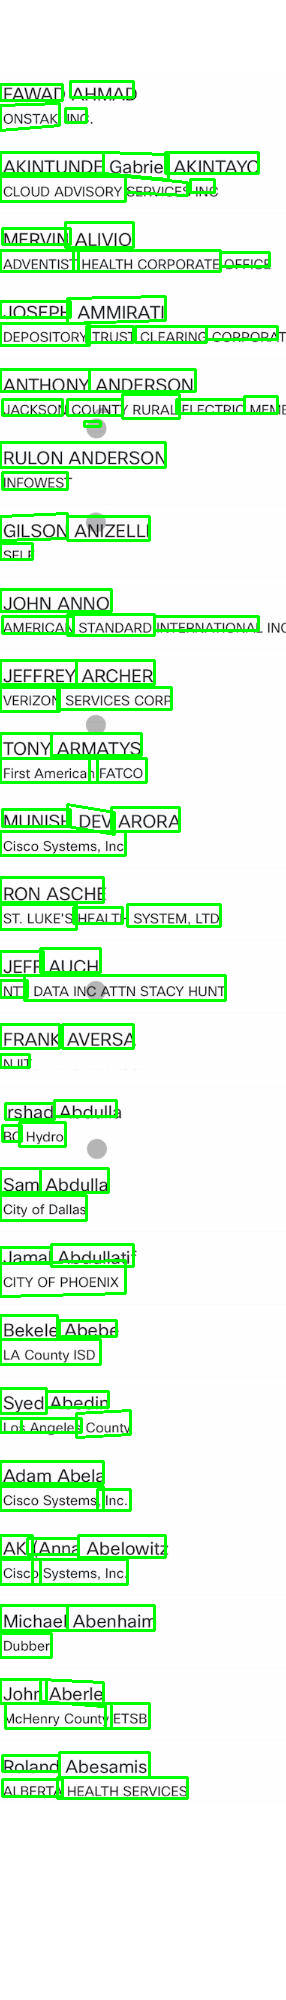 FAWAD AHMAD
ONSTAK INC.
AKINTUNDE Gabriel AKINTAYO
CLOUD ADVISORY SERVICES INC
MERVIN ALIVIO
ADVENTIST HEALTH CORPORATE OFFICE
JOSEPH AMMIRATI
DEPOSITORY TRUST CLEARING CORPORAT
ANTHONY ANDERSON
JACKSON COUNTY RURAL ELECTRIC MEME
RULON ANDERSON
INFOWEST
GILSON ANIZELLI
SELF
JOHN ANNO
AMERICAN STANDARD INTERNATIONAL INC
JEFFREY ARCHER
VERIZON SERVICES CORP
TONY ARMATYS
First American FATCO
MUNISH DEV ARORA
Cisco Systems, Inc
RON ASCHE
ST. LUKE'S HEALTH SYSTEM, LTD
JEFF AUCH
NTT DATA INC ATTN STACY HUNT
FRANK AVERSA
NJIT
rshad Abdulla
BC Hydro
Sam Abdulla
City of Dallas
Jamal Abdullatif
CITY OF PHOENIX
Bekele Abebe
LA County ISD
Syed Abedin
Los Angeles County
Adam Abela
Cisco Systems, Inc.
AK (Anna Abelowitz
Cisco Systems, Inc.
Michael Abenhaim
Dubber
John Aberle
McHenry County ETSB
Roland Abesamis
ALBERTA HEALTH SERVICES